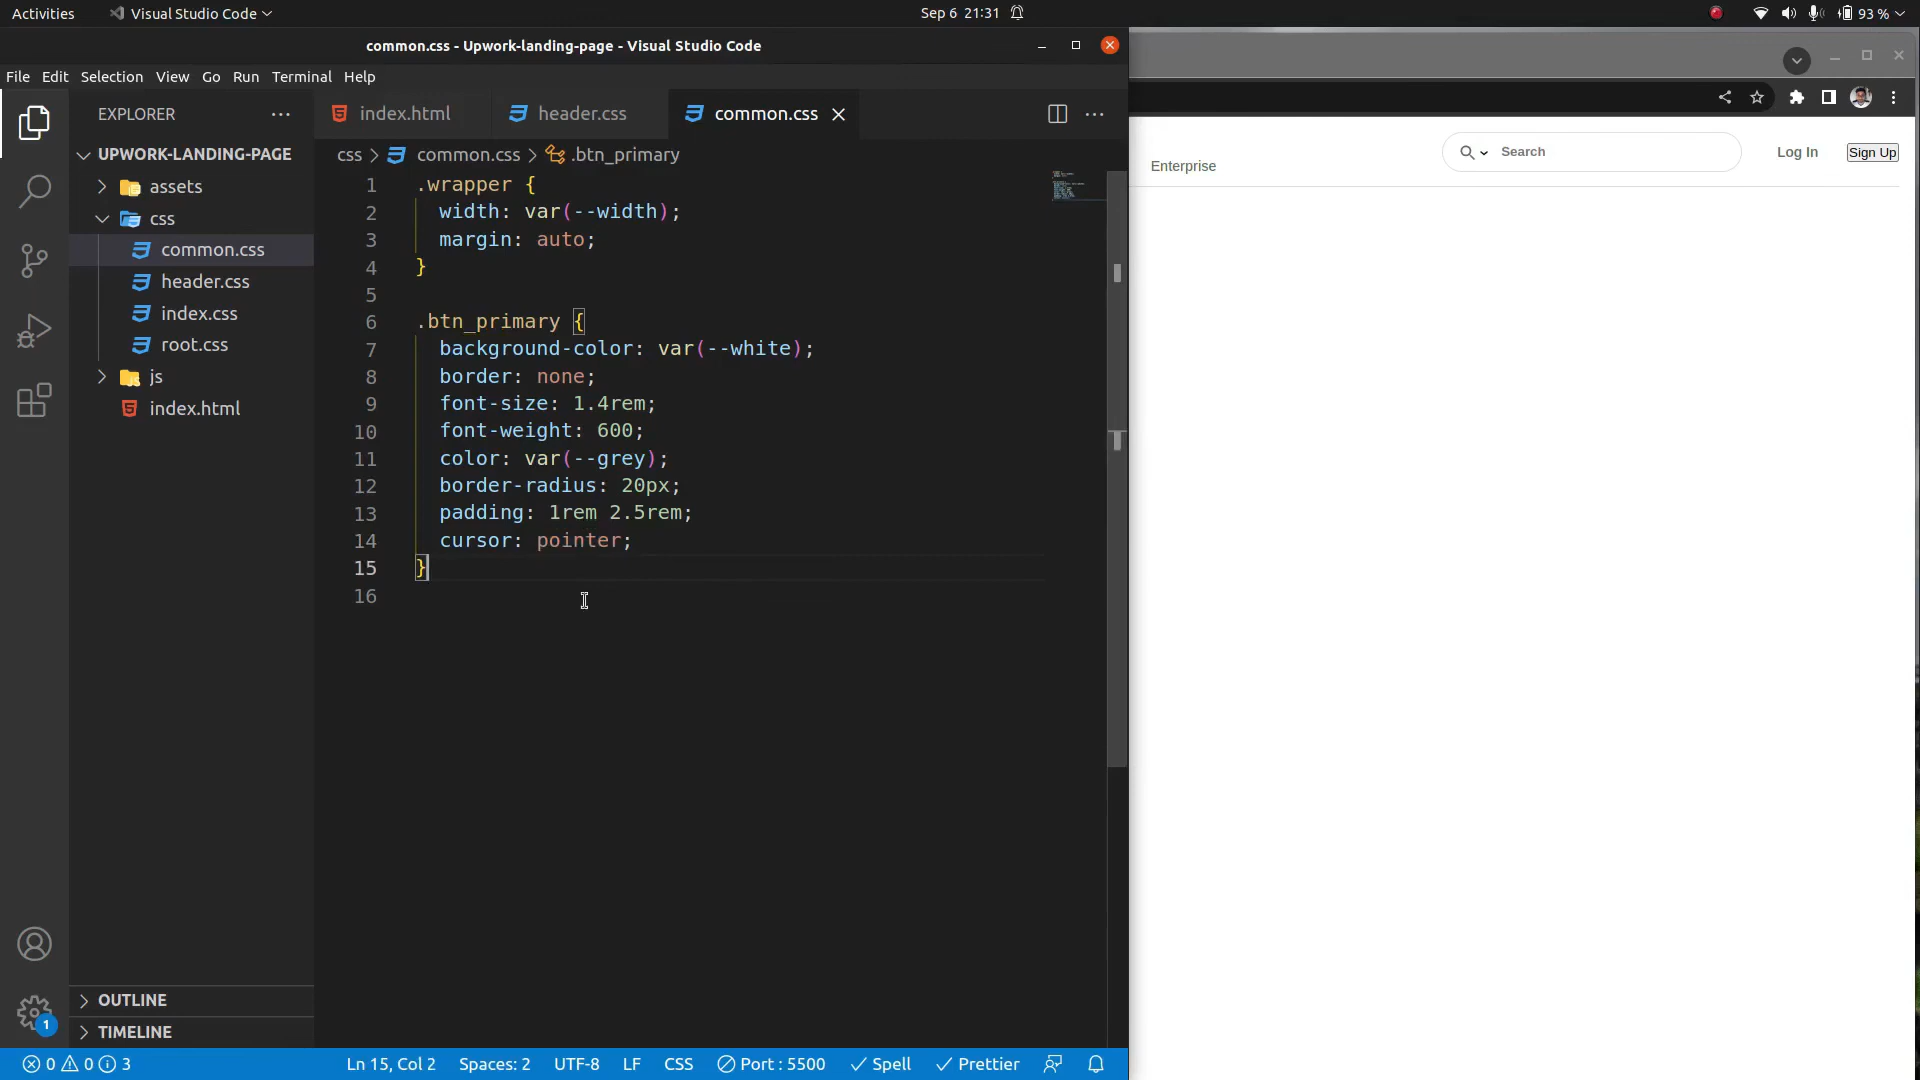 Activities
Visual Studio Code
Sep 6 21:31
93 %
common.css - Upwork-landing-page - Visual Studio Code
File Edit Selection View Go Run Terminal Help
EXPLORER
index.html
header.css
common.css
UPWORK-LANDING-PAGE
assets
css
common.css
header.css
index.css
root.css
js
index.html
css > common.css > .btn_primary
1 .wrapper {
2 width: var(--width);
3 margin: auto;
4 }
5
6 .btn_primary {
7 background-color: var(--white);
8 border: none;
9 font-size: 1.4rem;
10 font-weight: 600;
11 color: var(--grey);
12 border-radius: 20px;
13 padding: 1rem 2.5rem;
14 cursor: pointer;
15 }
16
Enterprise
Search
Log In
Sign Up
OUTLINE
TIMELINE
1
0 0 3
Ln 15, Col 2
Spaces: 2
UTF-8
LF
CSS
Port : 5500
Spell
Prettier